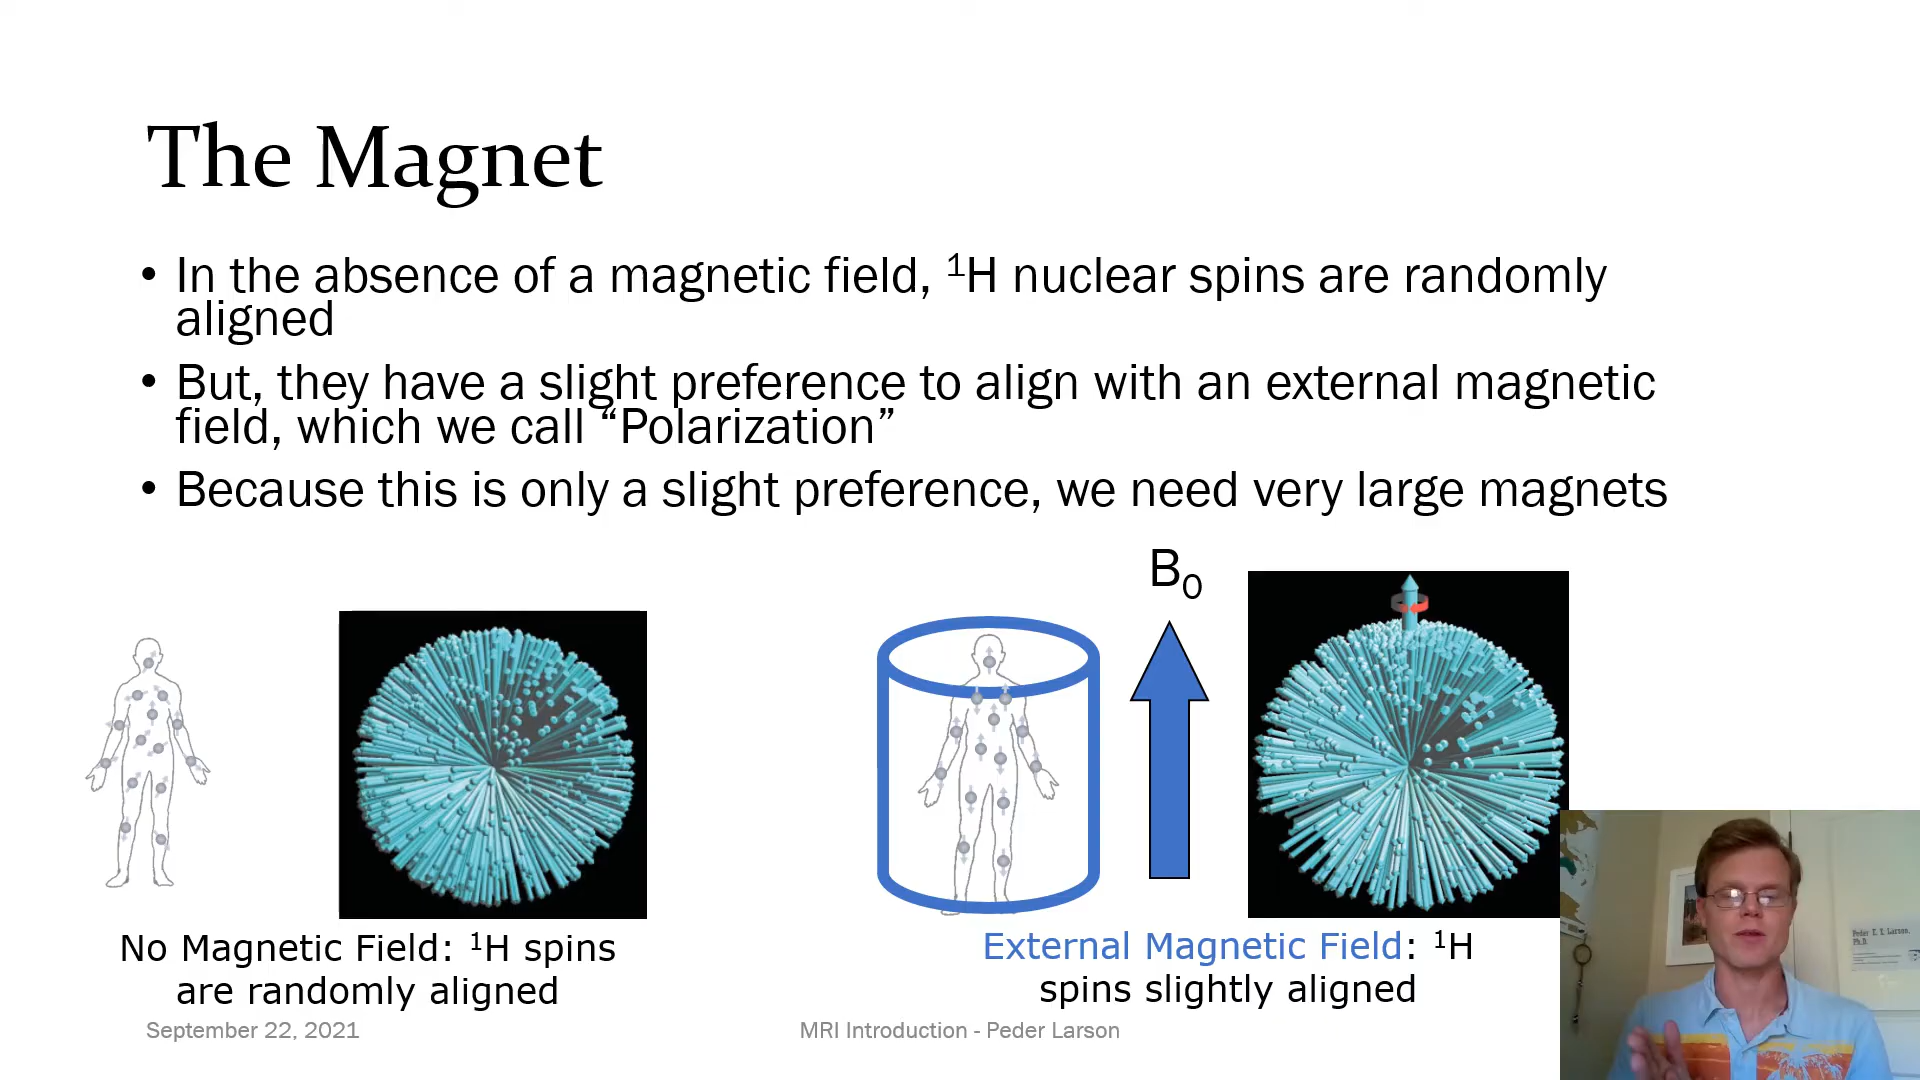 The Magnet
• In the absence of a magnetic field, ¹H nuclear spins are randomly
aligned
• But, they have a slight preference to align with an external magnetic
field, which we call “Polarization”
• Because this is only a slight preference, we need very large magnets
B₀
No Magnetic Field: ¹H spins
are randomly aligned
External Magnetic Field: ¹H
spins slightly aligned
September 22, 2021
MRI Introduction - Peder Larson
Peder E. Z. Larson,
Ph.D.